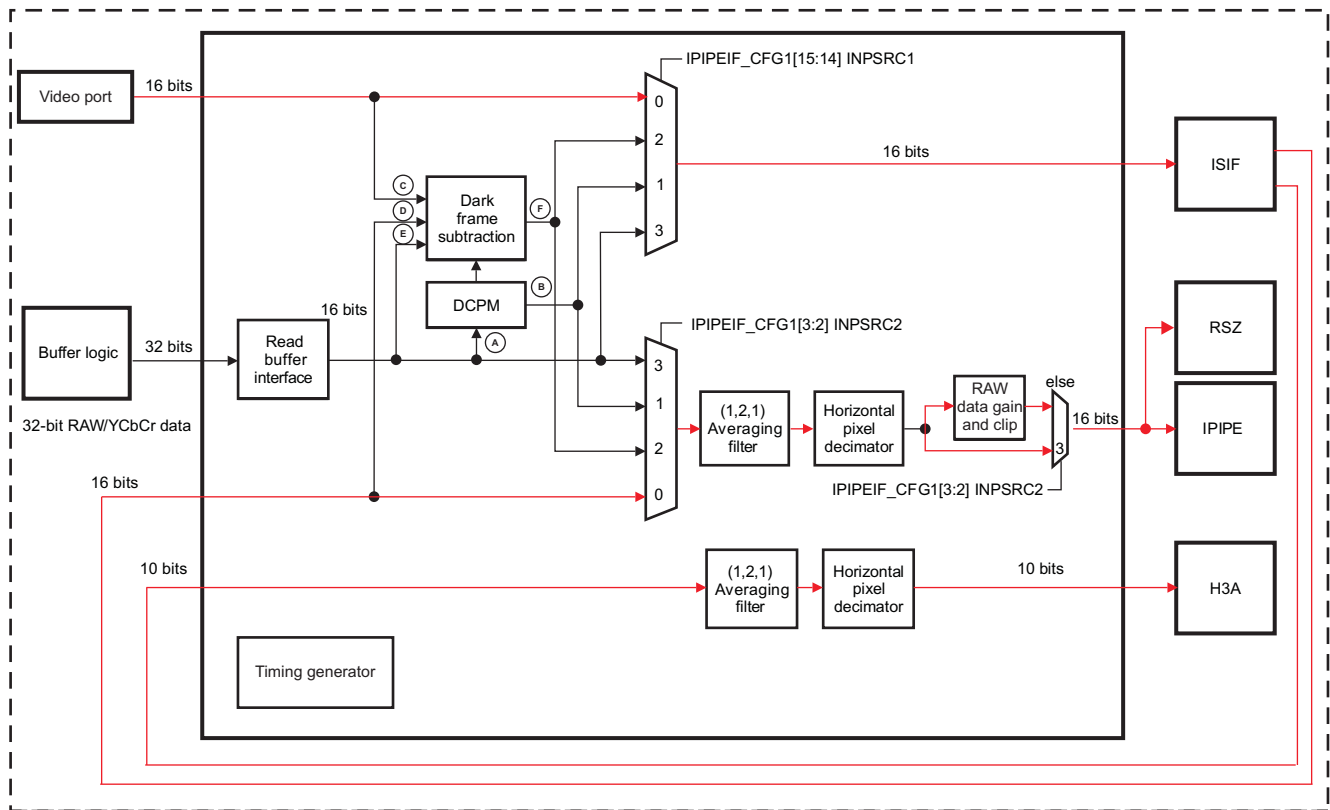 IPIPEIF_CFG1[15:14] INPSRC1
Video port
16 bits
0
2
1
3
16 bits
ISIF
C
D
E
Dark
frame
subtraction
F
DCPM
B
A
Buffer logic
32 bits
16 bits
Read
buffer
interface
32-bit RAW/YCbCr data
IPIPEIF_CFG1[3:2] INPSRC2
3
1
2
0
(1,2,1)
Averaging
filter
Horizontal
pixel
decimator
RAW
data gain
and clip
else
3
16 bits
IPIPEIF_CFG1[3:2] INPSRC2
RSZ
IPIPE
16 bits
10 bits
(1,2,1)
Averaging
filter
Horizontal
pixel
decimator
10 bits
H3A
Timing generator